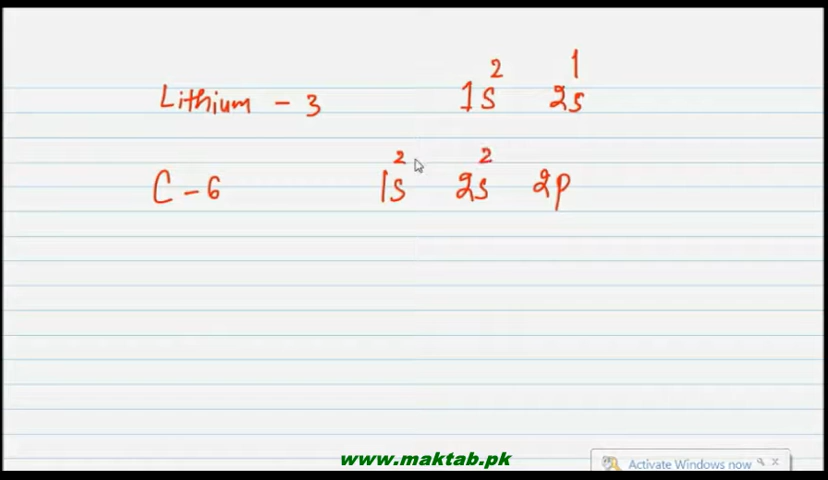 Lithium - 3 1s² 2s¹
C - 6 1s² 2s² 2p
www.maktab.pk
Activate Windows now